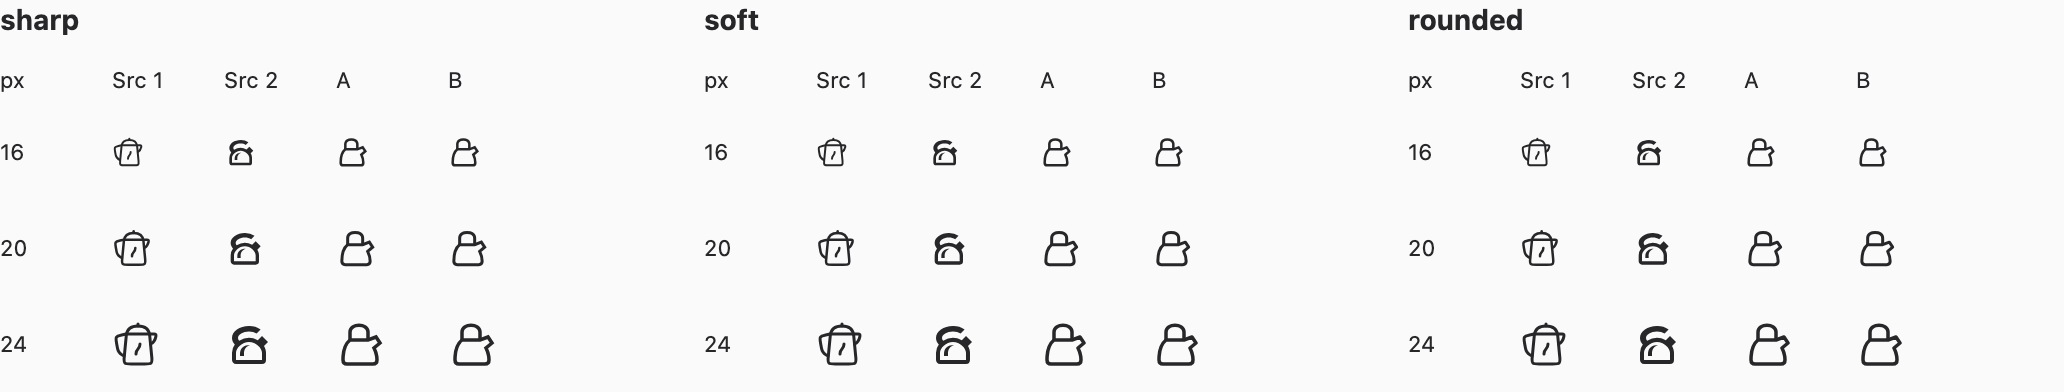 sharp soft rounded
px Src 1 Src 2 A B px Src 1 Src 2 A B px Src 1 Src 2 A B
16 16 16
20 20 20
24 24 24